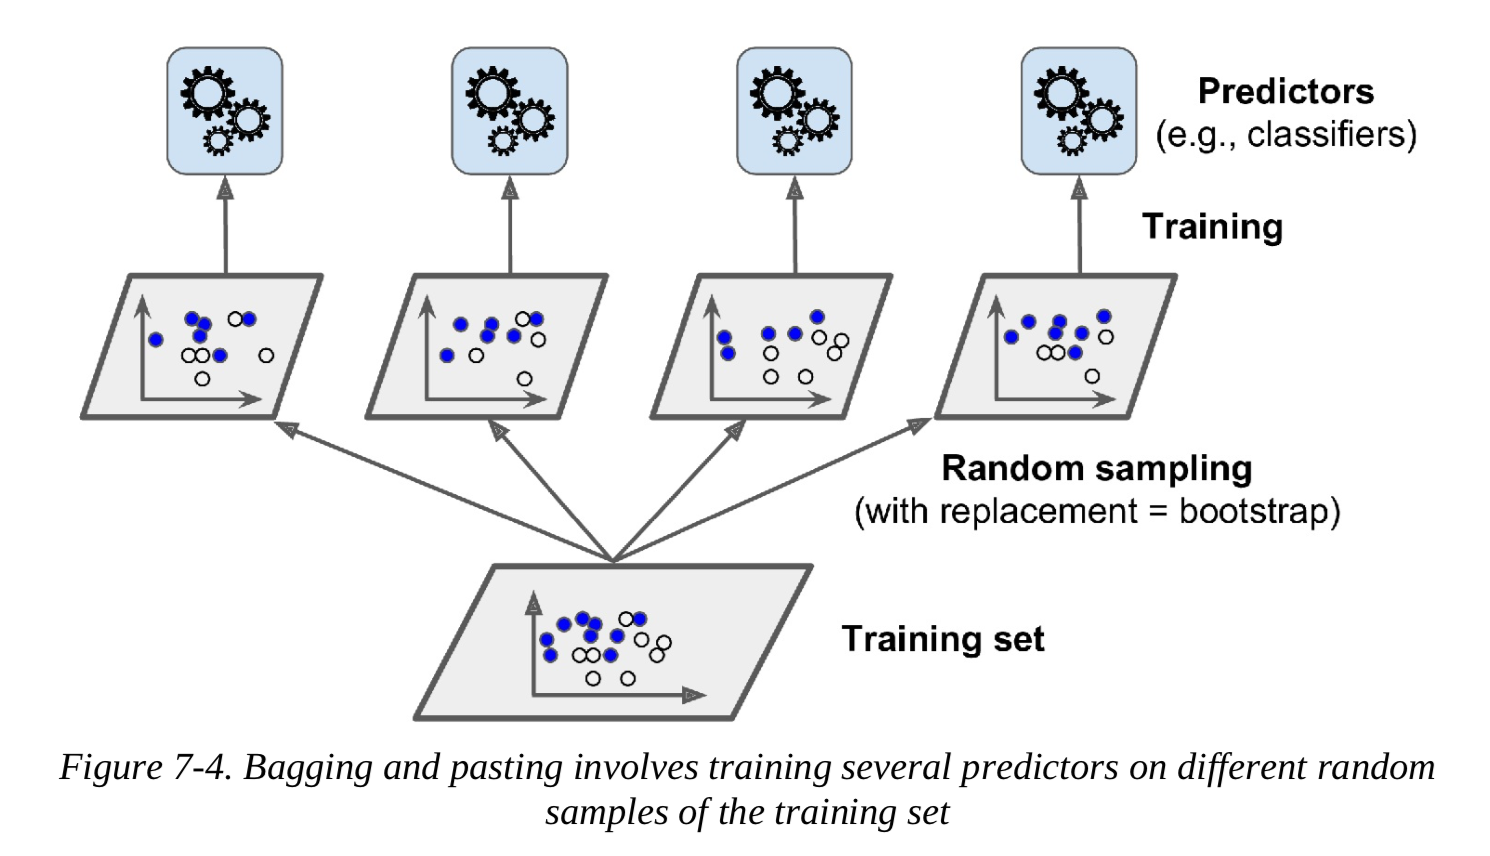 Predictors
(e.g., classifiers)
Training
Random sampling
(with replacement = bootstrap)
Training set
Figure 7-4. Bagging and pasting involves training several predictors on different random
samples of the training set